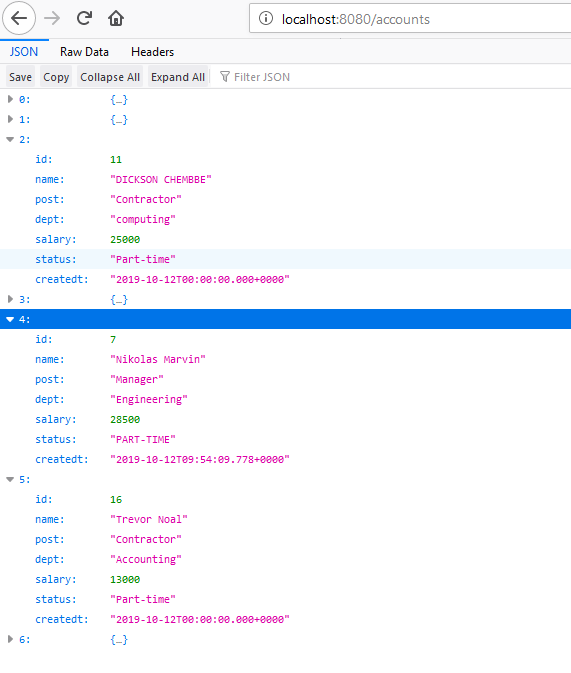 localhost:8080/accounts
JSON Raw Data Headers
Save Copy Collapse All Expand All Filter JSON
0: {…}
1: {…}
2:
id: 11
name: "DICKSON CHEMBBE"
post: "Contractor"
dept: "computing"
salary: 25000
status: "Part-time"
createdt: "2019-10-12T00:00:00.000+0000"
3: {…}
4:
id: 7
name: "Nikolas Marvin"
post: "Manager"
dept: "Engineering"
salary: 28500
status: "PART-TIME"
createdt: "2019-10-12T09:54:09.778+0000"
5:
id: 16
name: "Trevor Noal"
post: "Contractor"
dept: "Accounting"
salary: 13000
status: "Part-time"
createdt: "2019-10-12T00:00:00.000+0000"
6: {…}